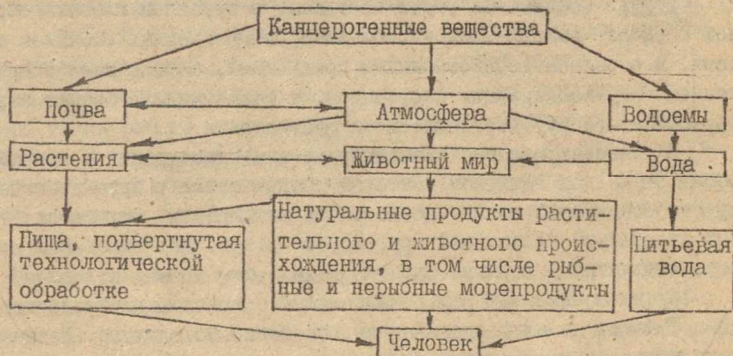 Канцерогенные вещества
Почва
Атмосфера
Водоемы
Растения
Животный мир
Вода
Пища, подвергнутая
технологической
обработке
Натуральные продукты расти-
тельного и животного проис-
хождения, в том числе рыб-
ные и нерыбные морепродукты
Питьевая
вода
Человек